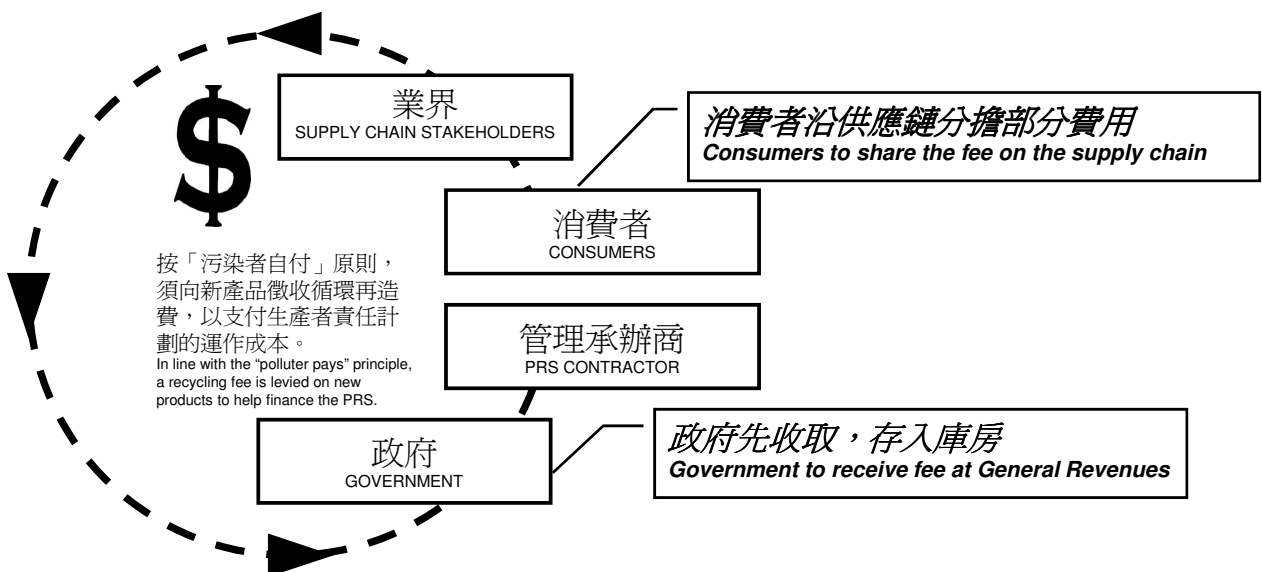 $
業界
SUPPLY CHAIN STAKEHOLDERS
消費者沿供應鏈分擔部分費用
Consumers to share the fee on the supply chain
消費者
CONSUMERS
按「污染者自付」原則，
須向新產品徵收循環再造
費，以支付生產者責任計
劃的運作成本。
In line with the “polluter pays” principle,
a recycling fee is levied on new
products to help finance the PRS.
管理承辦商
PRS CONTRACTOR
政府
GOVERNMENT
政府先收取，存入庫房
Government to receive fee at General Revenues